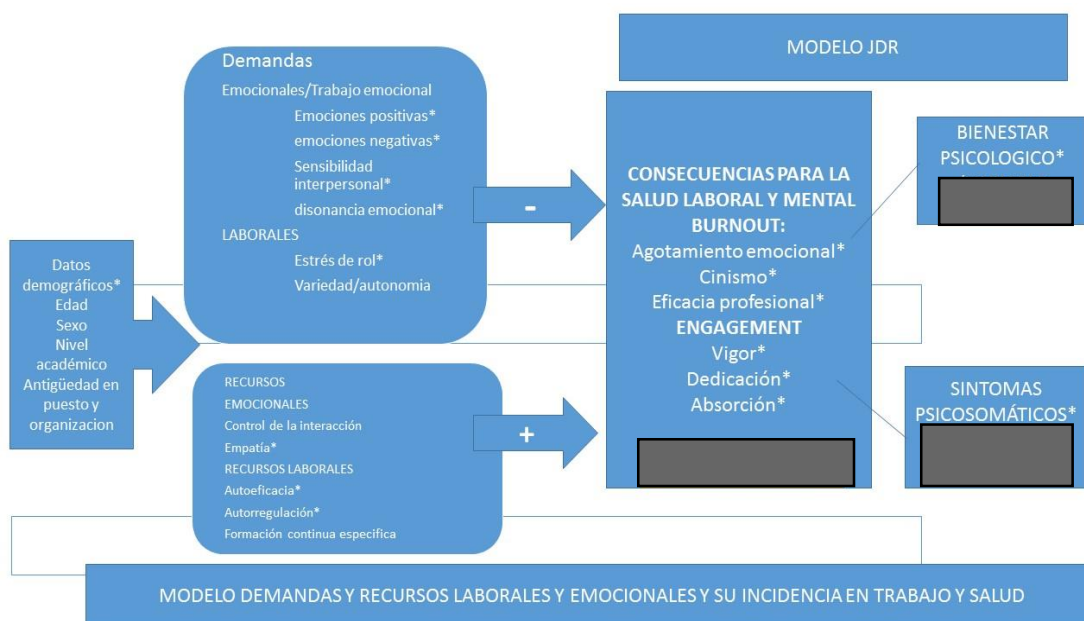 MODELO JDR
Demandas
Emocionales/Trabajo emocional
Emociones positivas*
emociones negativas*
Sensibilidad
interpersonal*
disonancia emocional*
LABORALES
Estrés de rol*
Variedad/autonomia
-
Datos
demográficos*
Edad
Sexo
Nivel
académico
Antigüedad en
puesto y
organizacion
RECURSOS
EMOCIONALES
Control de la interacción
Empatía*
RECURSOS LABORALES
Autoeficacia*
Autorregulación*
Formación continua especifica
+
CONSECUENCIAS PARA LA
SALUD LABORAL Y MENTAL
BURNOUT:
Agotamiento emocional*
Cinismo*
Eficacia profesional*
ENGAGEMENT
Vigor*
Dedicación*
Absorción*
BIENESTAR
PSICOLOGICO*
SINTOMAS
PSICOSOMÁTICOS*
MODELO DEMANDAS Y RECURSOS LABORALES Y EMOCIONALES Y SU INCIDENCIA EN TRABAJO Y SALUD